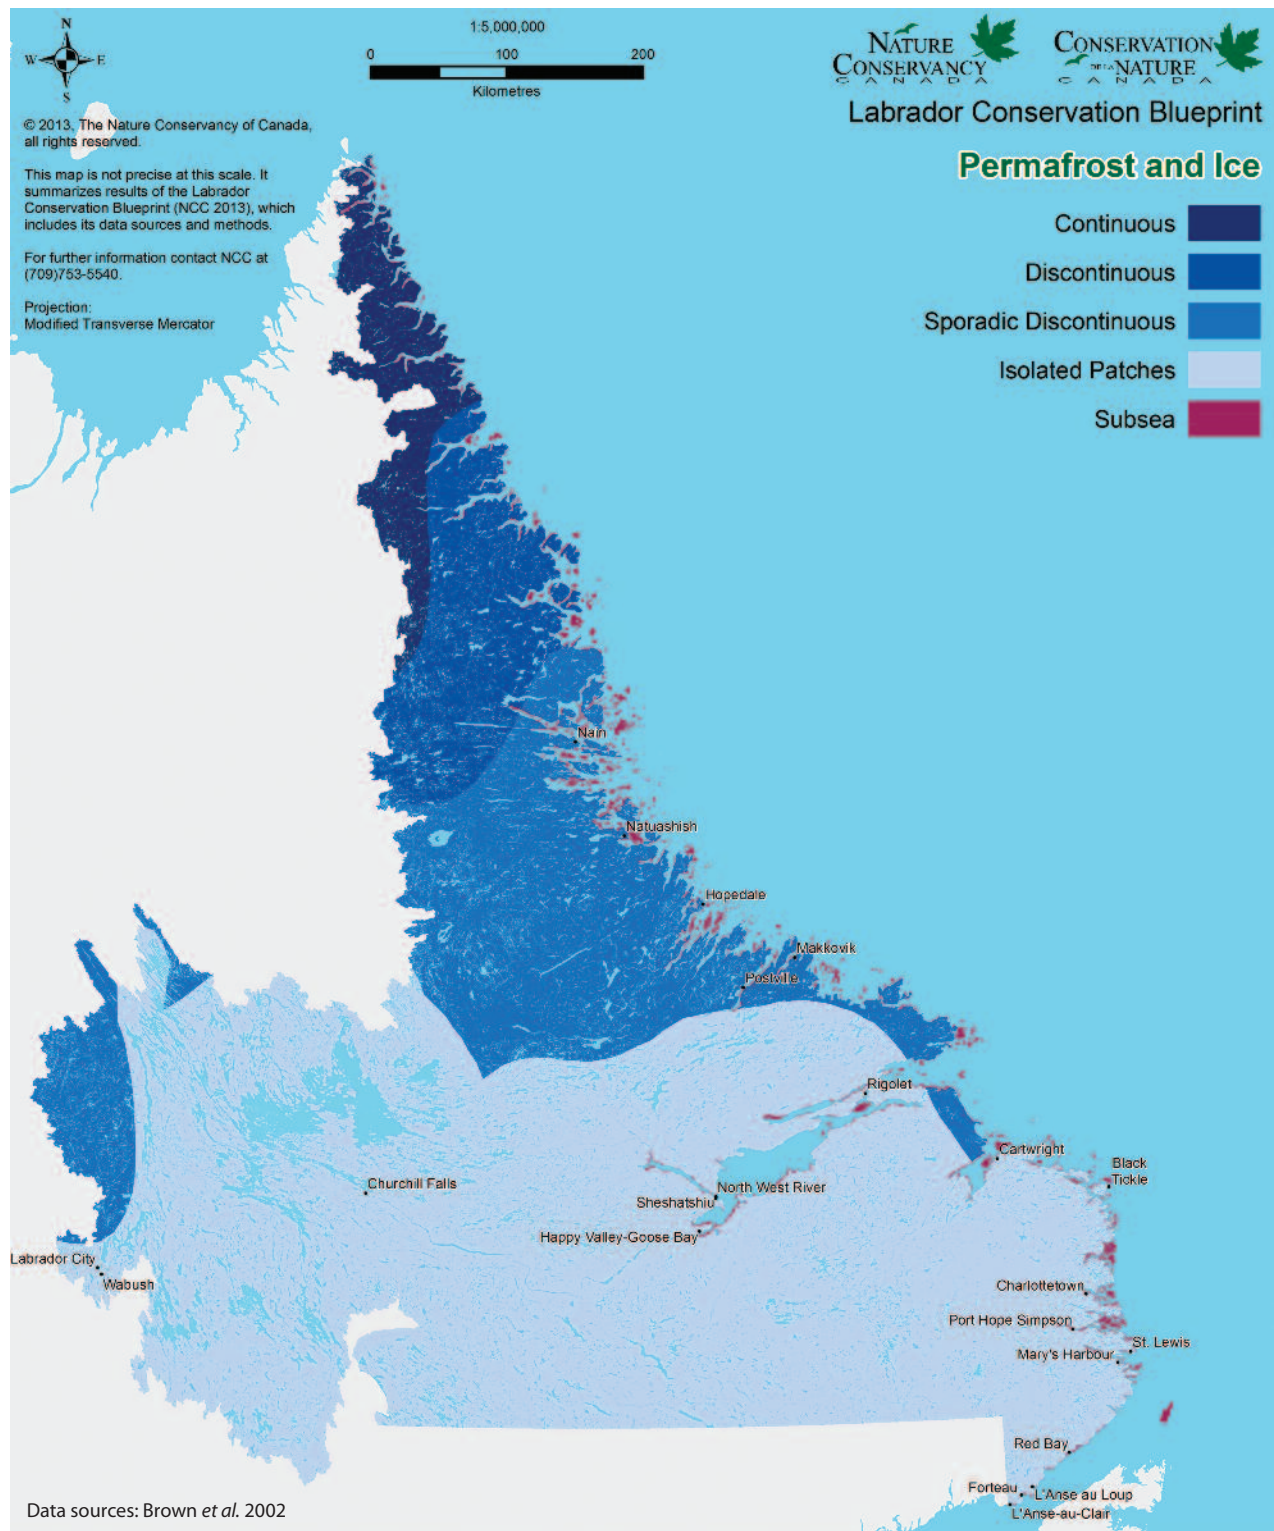 N
W E
S
1:5,000,000
0 100 200
Kilometres
NATURE
CONSERVANCY
CANADA
CONSERVATION
DE LA NATURE
CANADA
Labrador Conservation Blueprint
Permafrost and Ice
Continuous
Discontinuous
Sporadic Discontinuous
Isolated Patches
Subsea
© 2013, The Nature Conservancy of Canada,
all rights reserved.
This map is not precise at this scale. It
summarizes results of the Labrador
Conservation Blueprint (NCC 2013), which
includes its data sources and methods.
For further information contact NCC at
(709)753-5540.
Projection:
Modified Transverse Mercator
Nain
Natuashish
Hopedale
Makkovik
Postville
Rigolet
Cartwright
Black
Tickle
Churchill Falls
North West River
Sheshatshiu
Happy Valley-Goose Bay
Labrador City
Wabush
Charlottetown
Port Hope Simpson
St. Lewis
Mary's Harbour
Red Bay
Forteau
L'Anse au Loup
L'Anse-au-Clair
Data sources: Brown et al. 2002